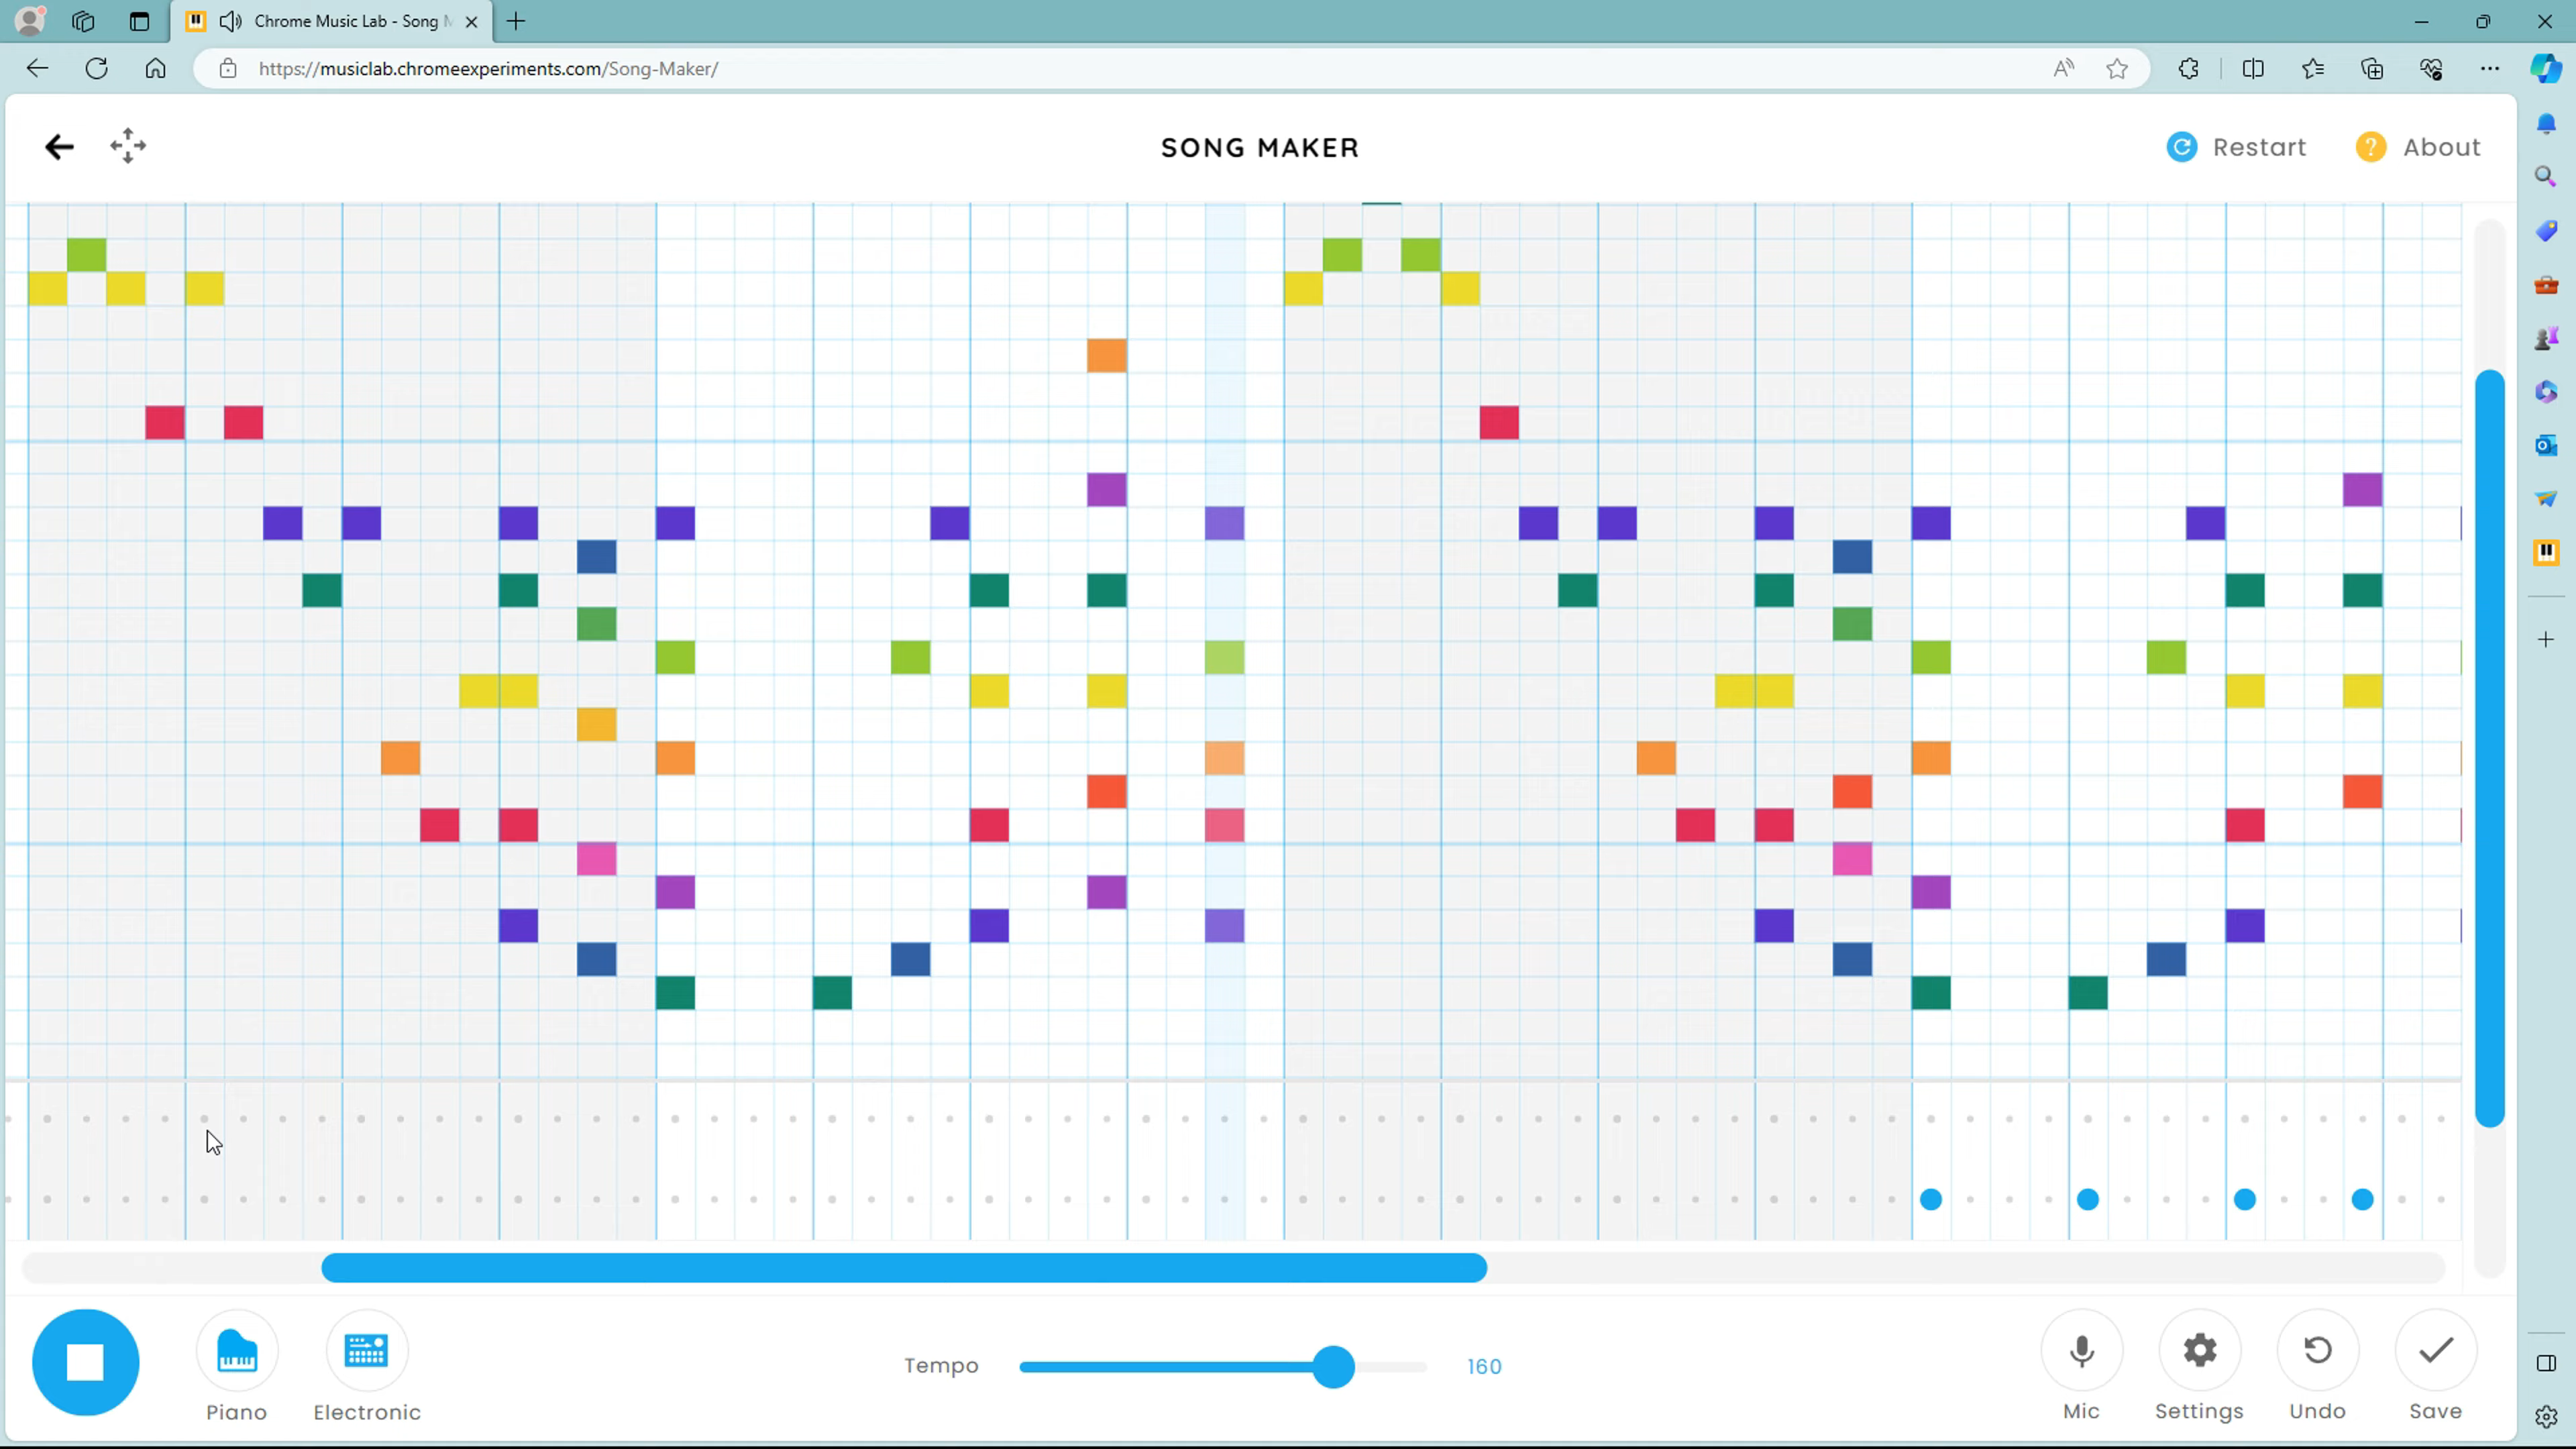 Chrome Music Lab - Song M
https://musiclab.chromeexperiments.com/Song-Maker/
SONG MAKER
Restart
? About
Piano
Electronic
Tempo
160
Mic
Settings
Undo
Save